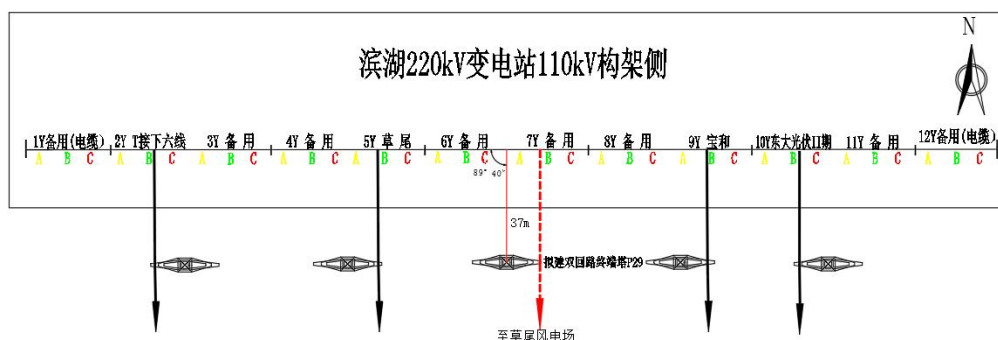 N
滨湖220kV变电站110kV构架侧
1Y备用(电缆) 2Y T接下六线 3Y 备 用 4Y 备 用 5Y 草 尾 6Y 备 用 7Y 备 用 8Y 备 用 9Y 宝和 10Y东大光伏II期 11Y 备 用 12Y备用(电缆)
A B C A B C A B C A B C A B C A B C A B C A B C A B C A B C A B C A B C
89° 40″
37m
拟建双回路终端塔P29
至草尾风电场